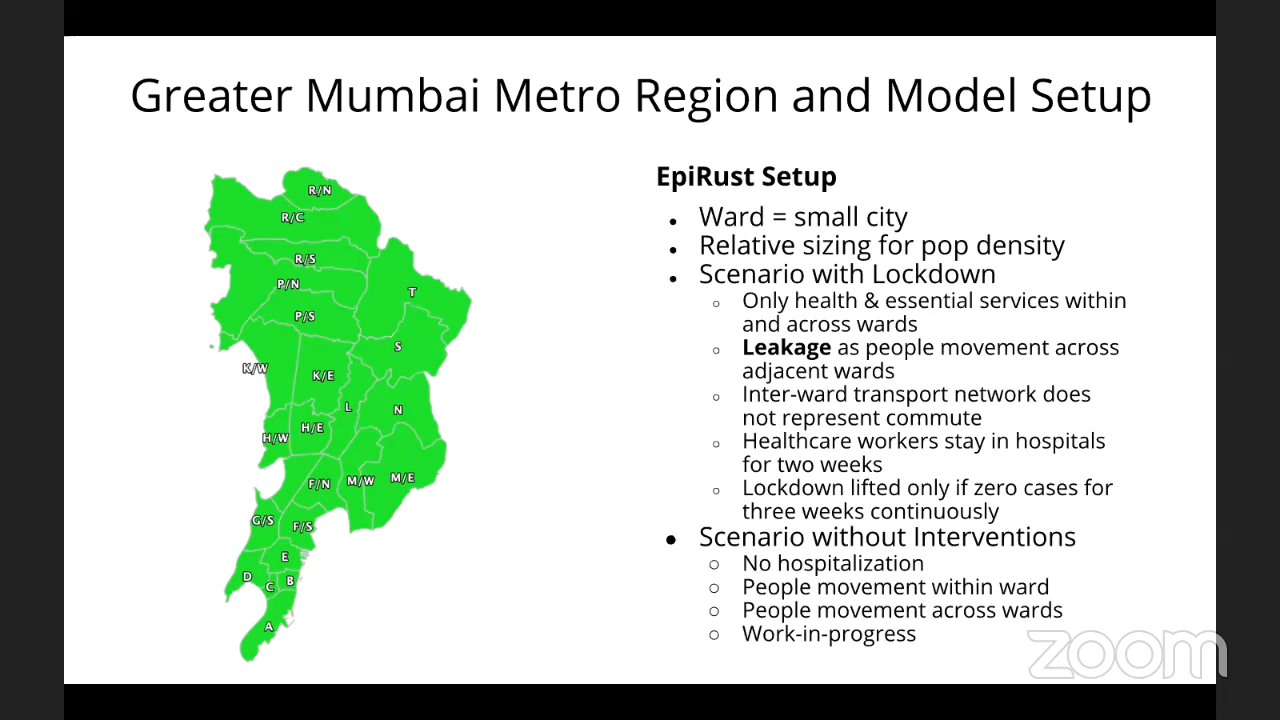 Greater Mumbai Metro Region and Model Setup
R/N
R/C
R/S
P/N
T
P/S
S
K/W
K/E
L
N
H/E
H/W
F/N
M/W
M/E
G/S
F/S
E
D
C
B
A
EpiRust Setup
• Ward = small city
• Relative sizing for pop density
• Scenario with Lockdown
○ Only health & essential services within
and across wards
○ Leakage as people movement across
adjacent wards
○ Inter-ward transport network does
not represent commute
○ Healthcare workers stay in hospitals
for two weeks
○ Lockdown lifted only if zero cases for
three weeks continuously
• Scenario without Interventions
○ No hospitalization
○ People movement within ward
○ People movement across wards
○ Work-in-progress
zoom